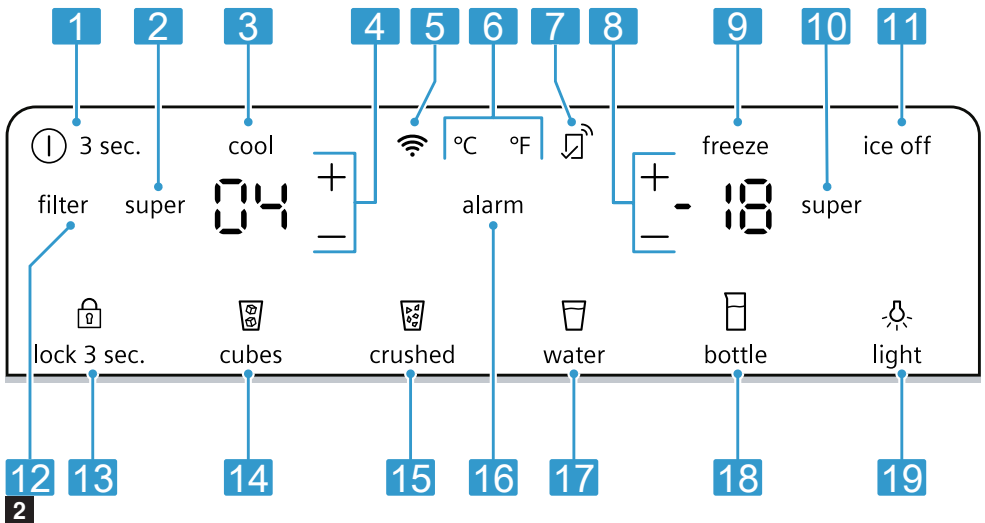 1 2 3 4 5 6 7 8 9 10 11
3 sec. cool °C °F freeze ice off
filter super 04 + − alarm + − -18 super
lock 3 sec. cubes crushed water bottle light
12 13 14 15 16 17 18 19
2